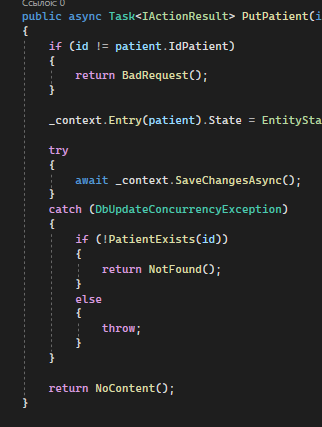 Ссылок: 0
public async Task<IActionResult> PutPatient(i
{
if (id != patient.IdPatient)
{
return BadRequest();
}
_context.Entry(patient).State = EntitySta
try
{
await _context.SaveChangesAsync();
}
catch (DbUpdateConcurrencyException)
{
if (!PatientExists(id))
{
return NotFound();
}
else
{
throw;
}
}
return NoContent();
}